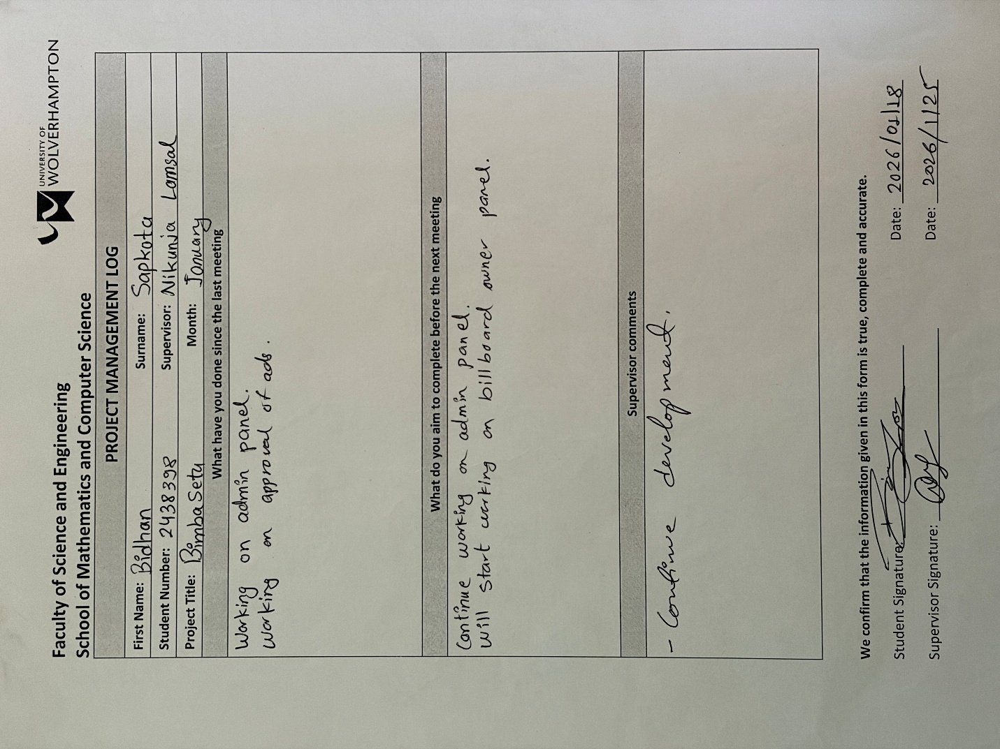 UNIVERSITY OF
WOLVERHAMPTON
Faculty of Science and Engineering
School of Mathematics and Computer Science
PROJECT MANAGEMENT LOG
First Name: Bidhan Surname: Sapkota
Student Number: 2438398 Supervisor: Nikunja Lamsal
Project Title: BimbaSetu Month: January
What have you done since the last meeting
Working on admin panel.
Working on approval of ads.
What do you aim to complete before the next meeting
Continue working on admin panel.
Will start working on billboard owner panel.
Supervisor comments
- Continue development.
We confirm that the information given in this form is true, complete and accurate.
Student Signature: Date: 2026/01/18
Supervisor Signature: Date: 2026/1/25